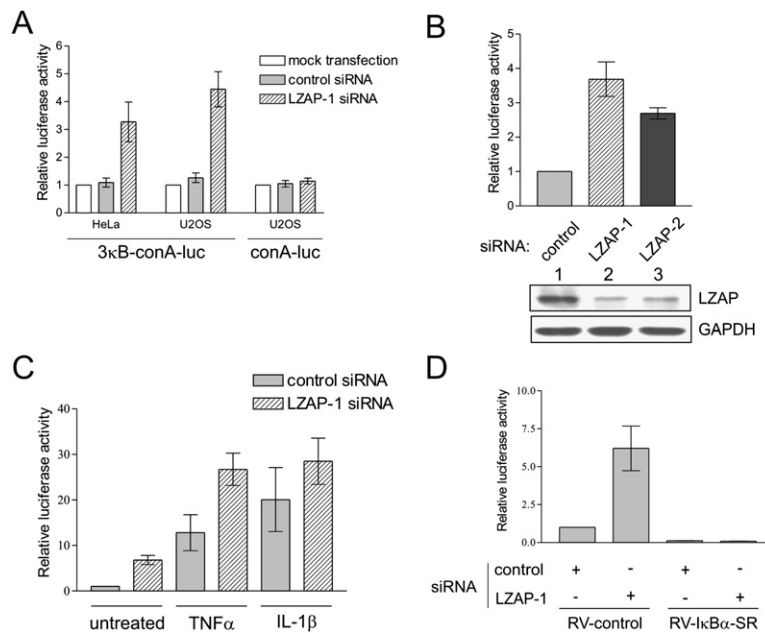 A
Relative luciferase activity
6
5
4
3
2
1
0
mock transfection
control siRNA
LZAP-1 siRNA
HeLa U2OS U2OS
3κB-conA-luc conA-luc
B
Relative luciferase activity
5
4
3
2
1
0
siRNA: control LZAP-1 LZAP-2
1 2 3
LZAP
GAPDH
C
control siRNA
LZAP-1 siRNA
Relative luciferase activity
40
30
20
10
0
untreated TNFα IL-1β
D
Relative luciferase activity
10.0
7.5
5.0
2.5
0.0
siRNA
control + - + -
LZAP-1 - + - +
RV-control RV-IκBα-SR